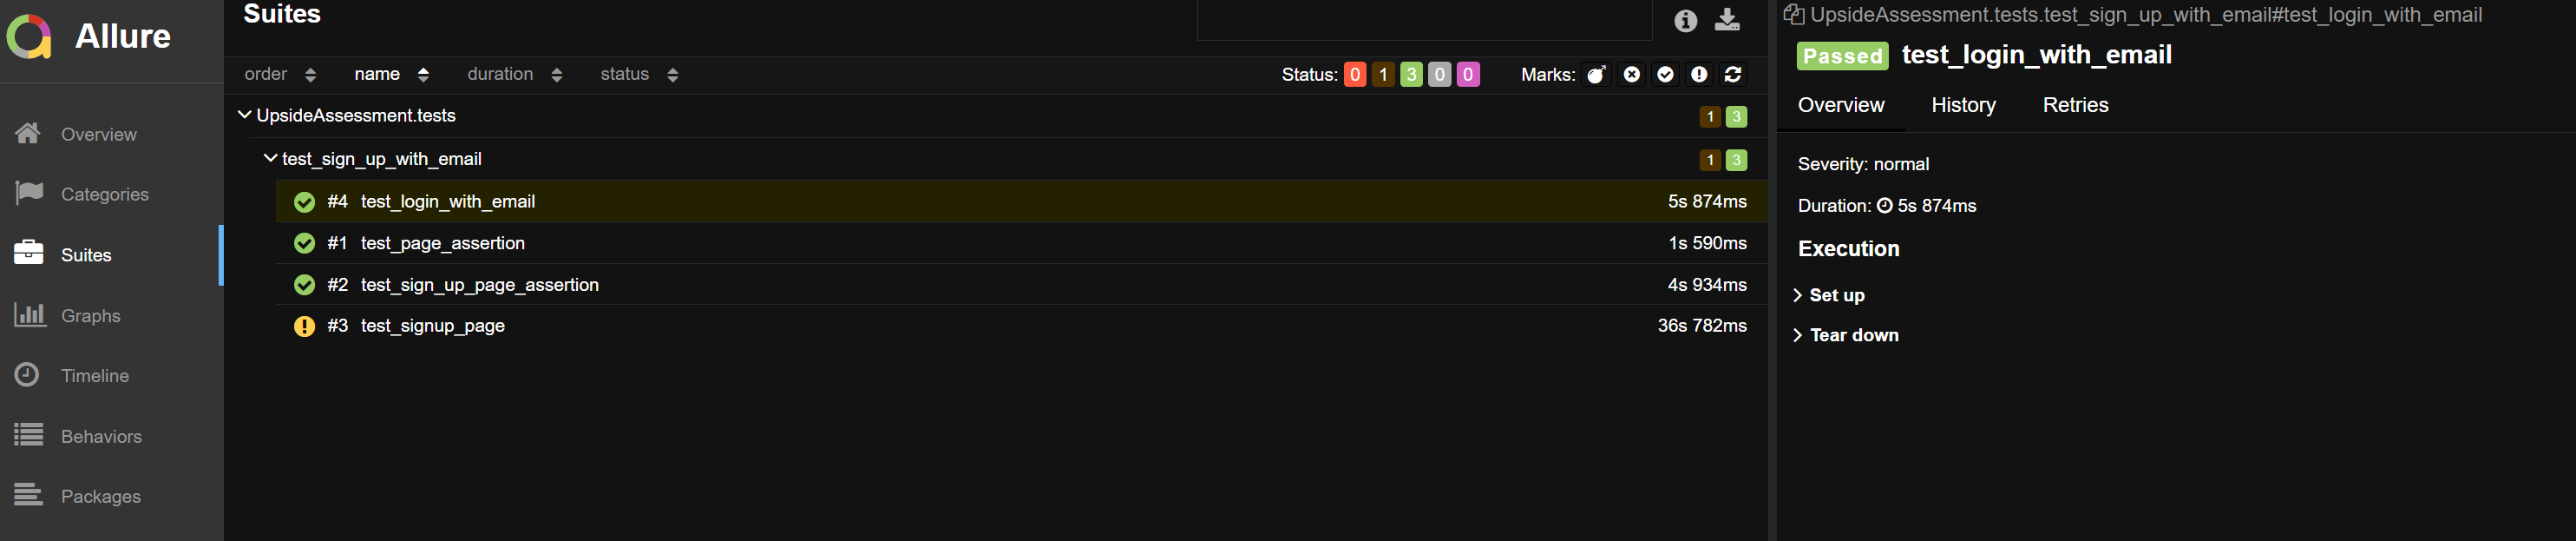 Allure
Overview
Categories
Suites
Graphs
Timeline
Behaviors
Packages
Suites
order name duration status Status: 0 1 3 0 0 Marks:
UpsideAssessment.tests 1 3
test_sign_up_with_email 1 3
#4 test_login_with_email 5s 874ms
#1 test_page_assertion 1s 590ms
#2 test_sign_up_page_assertion 4s 934ms
#3 test_signup_page 36s 782ms
UpsideAssessment.tests.test_sign_up_with_email#test_login_with_email
Passed test_login_with_email
Overview History Retries
Severity: normal
Duration: 5s 874ms
Execution
Set up
Tear down